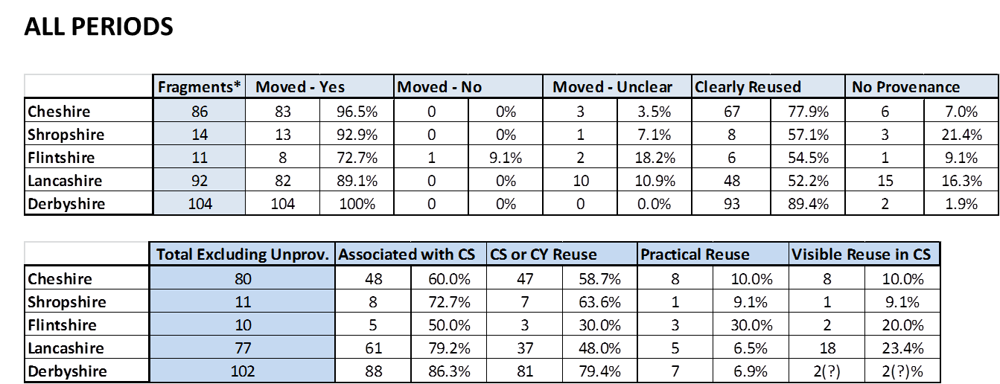 ALL PERIODS
Fragments* Moved - Yes Moved - No Moved - Unclear Clearly Reused No Provenance
Cheshire 86 83 96.5% 0 0% 3 3.5% 67 77.9% 6 7.0%
Shropshire 14 13 92.9% 0 0% 1 7.1% 8 57.1% 3 21.4%
Flintshire 11 8 72.7% 1 9.1% 2 18.2% 6 54.5% 1 9.1%
Lancashire 92 82 89.1% 0 0% 10 10.9% 48 52.2% 15 16.3%
Derbyshire 104 104 100% 0 0% 0 0.0% 93 89.4% 2 1.9%
Total Excluding Unprov. Associated with CS CS or CY Reuse Practical Reuse Visible Reuse in CS
Cheshire 80 48 60.0% 47 58.7% 8 10.0% 8 10.0%
Shropshire 11 8 72.7% 7 63.6% 1 9.1% 1 9.1%
Flintshire 10 5 50.0% 3 30.0% 3 30.0% 2 20.0%
Lancashire 77 61 79.2% 37 48.0% 5 6.5% 18 23.4%
Derbyshire 102 88 86.3% 81 79.4% 7 6.9% 2(?) 2(?)%